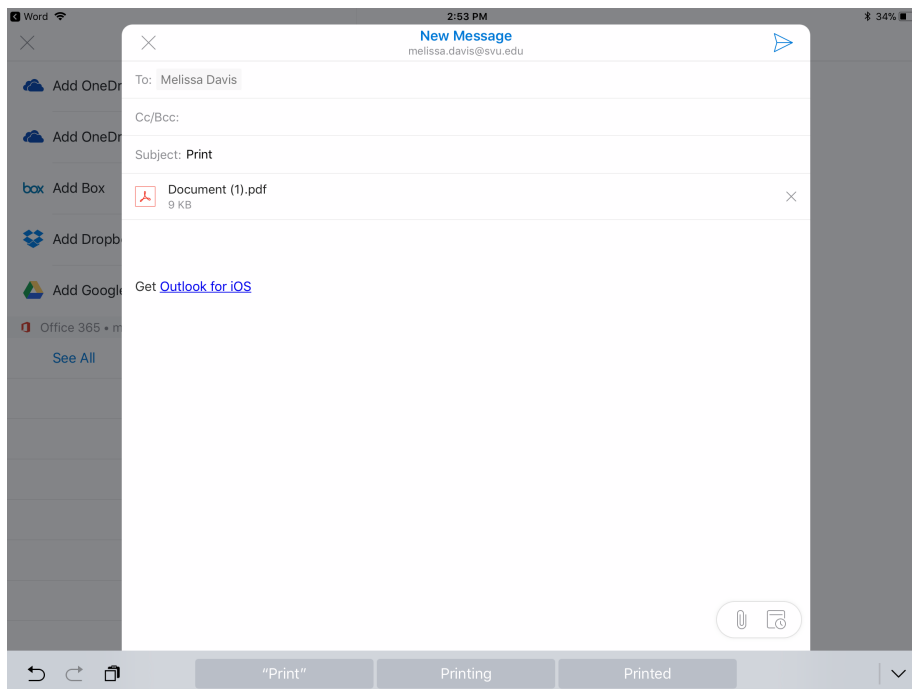 Word
2:53 PM
34%
New Message
melissa.davis@svu.edu
Add OneDr
To: Melissa Davis
Cc/Bcc:
Add OneDr
Subject: Print
box Add Box
Document (1).pdf
9 KB
Add Dropb
Add Google
Get Outlook for iOS
Office 365 • m
See All
"Print"
Printing
Printed